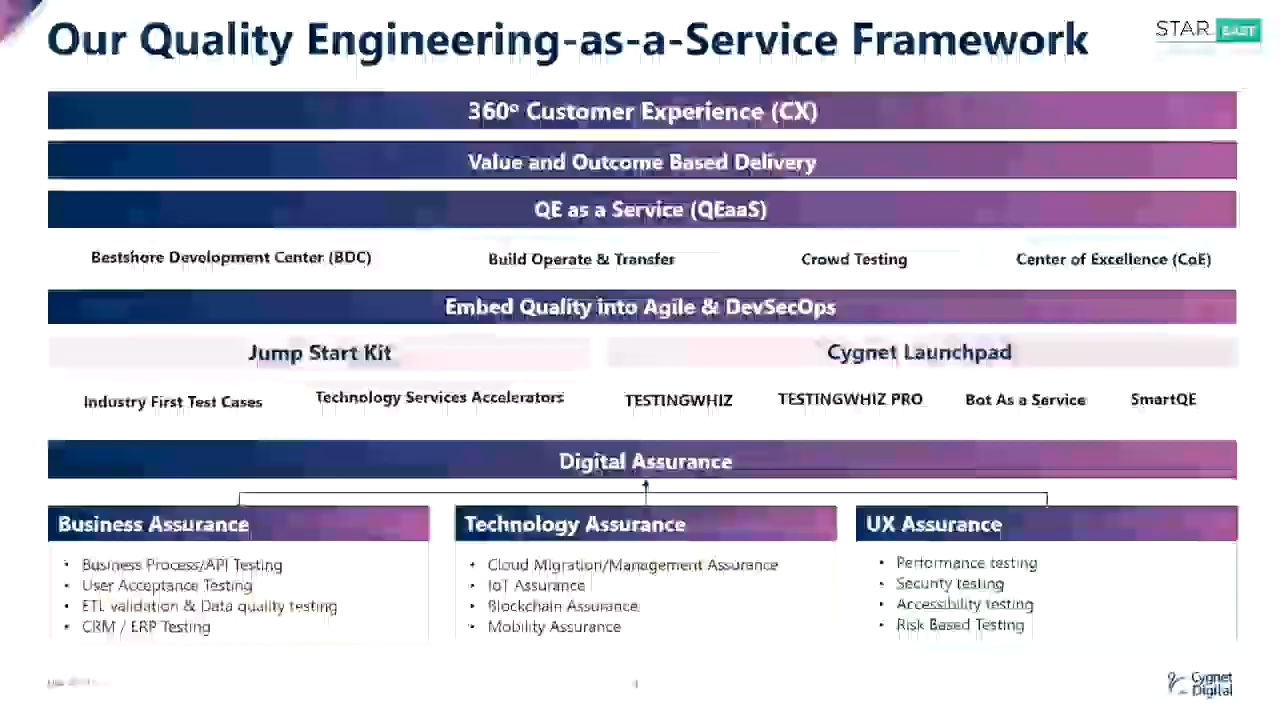 Our Quality Engineering-as-a-Service Framework
STAR EAST
360º Customer Experience (CX)
Value and Outcome Based Delivery
QE as a Service (QEaaS)
Bestshore Development Center (BDC)
Build Operate & Transfer
Crowd Testing
Center of Excellence (CoE)
Embed Quality into Agile & DevSecOps
Jump Start Kit
Cygnet Launchpad
Industry First Test Cases
Technology Services Accelerators
TESTINGWHIZ
TESTINGWHIZ PRO
Bot As a Service
SmartQE
Digital Assurance
Business Assurance
• Business Process/API Testing
• User Acceptance Testing
• ETL validation & Data quality testing
• CRM / ERP Testing
Technology Assurance
• Cloud Migration/Management Assurance
• IoT Assurance
• Blockchain Assurance
• Mobility Assurance
UX Assurance
• Performance testing
• Security testing
• Accessibility testing
• Risk Based Testing
Cygnet
Digital